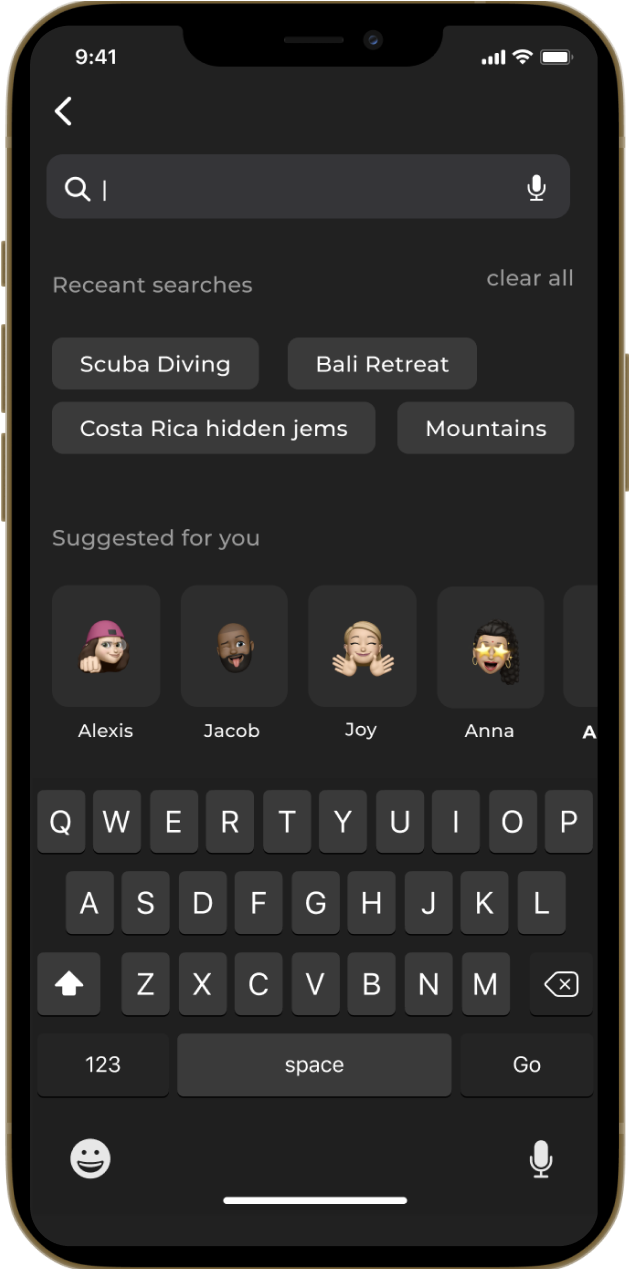 9:41
Receant searches
clear all
Scuba Diving
Bali Retreat
Costa Rica hidden jems
Mountains
Suggested for you
Alexis
Jacob
Joy
Anna
A
Q W E R T Y U I O P
A S D F G H J K L
Z X C V B N M
123
space
Go